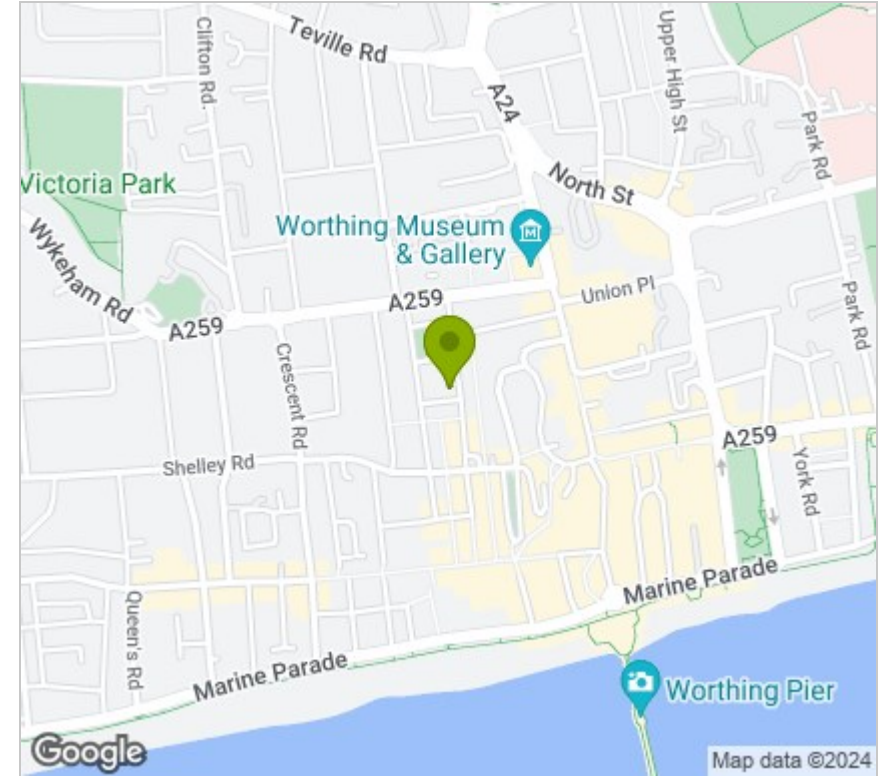 Teville Rd
Clifton Rd.
Upper High St
A24
Park Rd
North St
Victoria Park
Worthing Museum
& Gallery
Wykeham Rd
A259
Union Pl
Park Rd
A259
Crescent Rd
A259
Shelley Rd
York Rd
Marine Parade
Queen's Rd
Marine Parade
Worthing Pier
Google
Map data ©2024